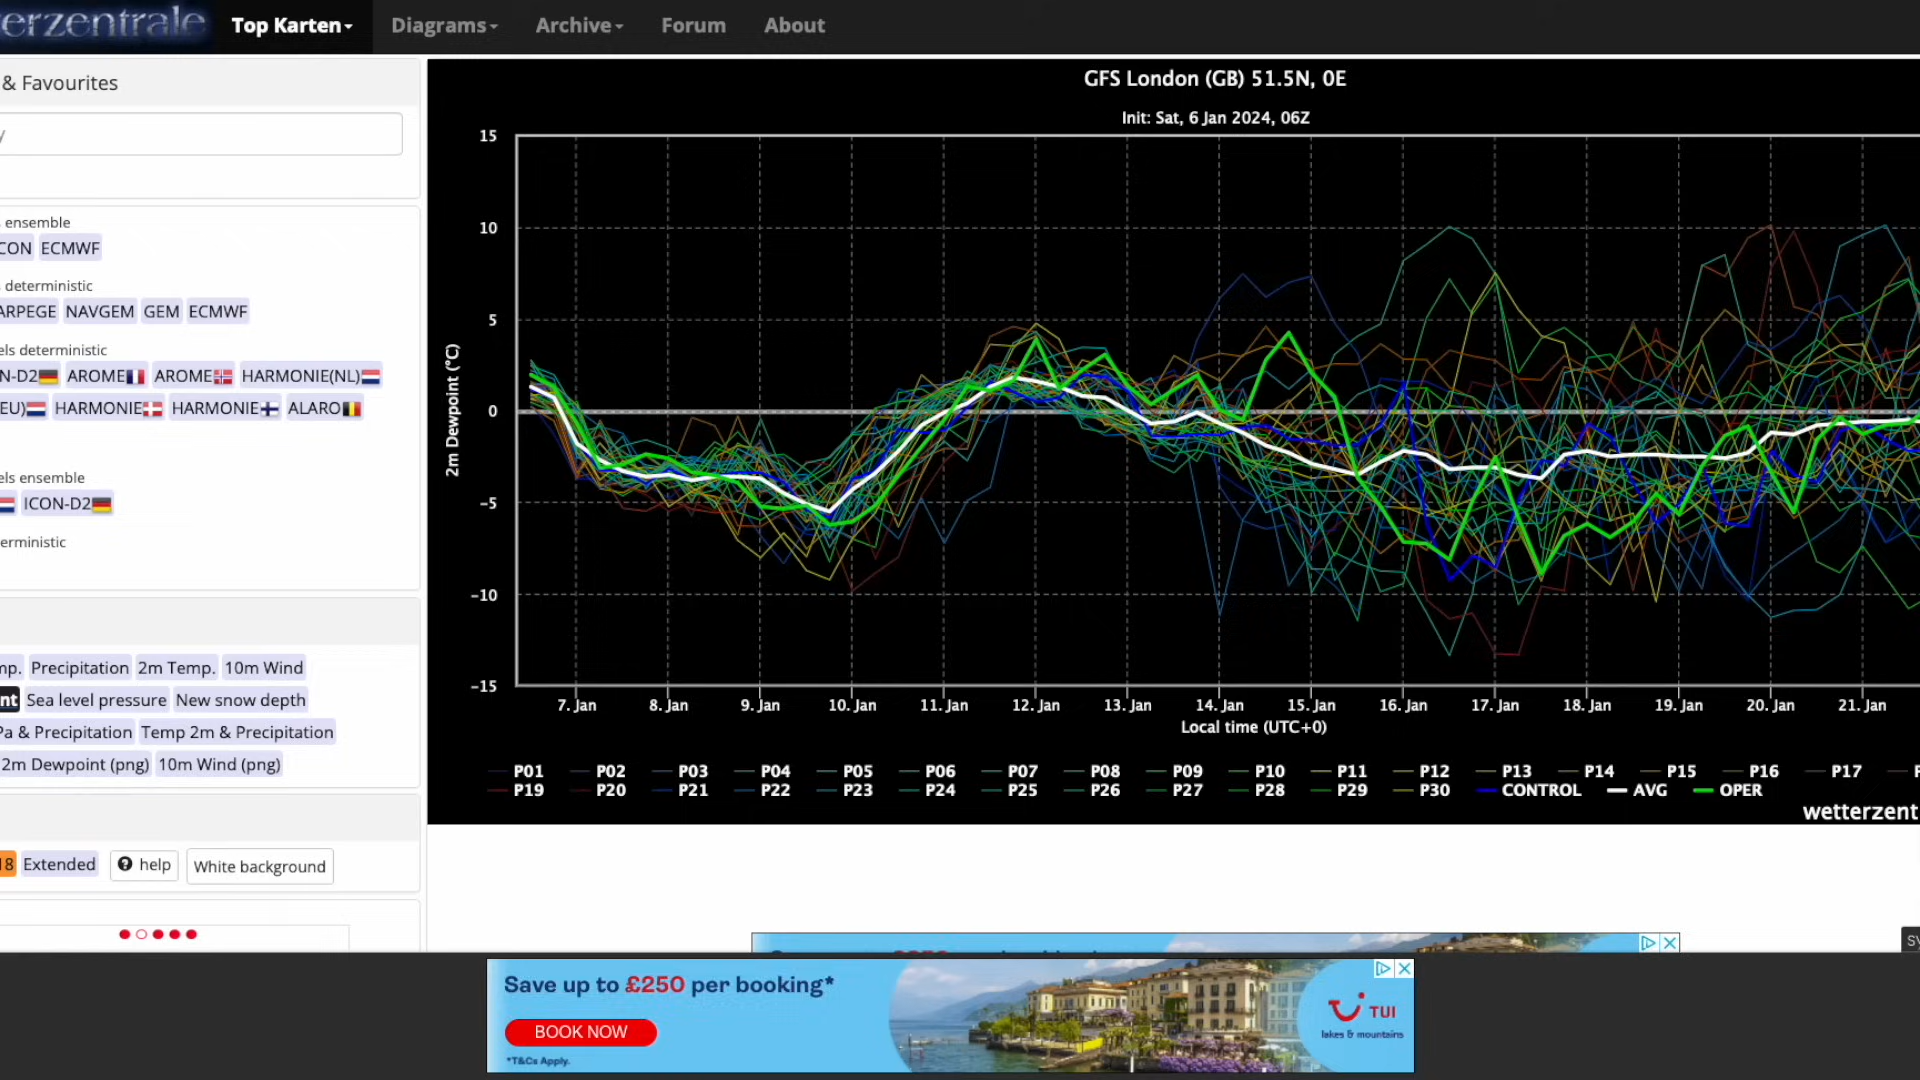 erzentrale
Top Karten
Diagrams
Archive
Forum
About
& Favourites
y
ensemble
CON ECMWF
deterministic
ARPEGE NAVGEM GEM ECMWF
els deterministic
N-D2 AROME AROME HARMONIE(NL)
EU) HARMONIE HARMONIE ALARO
els ensemble
ICON-D2
erministic
mp. Precipitation 2m Temp. 10m Wind
nt Sea level pressure New snow depth
Pa & Precipitation Temp 2m & Precipitation
2m Dewpoint (png) 10m Wind (png)
18 Extended help White background
GFS London (GB) 51.5N, 0E
Init: Sat, 6 Jan 2024, 06Z
15
10
5
0
−5
−10
−15
2m Dewpoint (°C)
7. Jan 8. Jan 9. Jan 10. Jan 11. Jan 12. Jan 13. Jan 14. Jan 15. Jan 16. Jan 17. Jan 18. Jan 19. Jan 20. Jan 21. Jan
Local time (UTC+0)
P01 P02 P03 P04 P05 P06 P07 P08 P09 P10 P11 P12 P13 P14 P15 P16 P17
P19 P20 P21 P22 P23 P24 P25 P26 P27 P28 P29 P30 CONTROL AVG OPER
wetterzent
Save up to £250 per booking*
BOOK NOW
*T&Cs Apply.
TUI
lakes & mountains